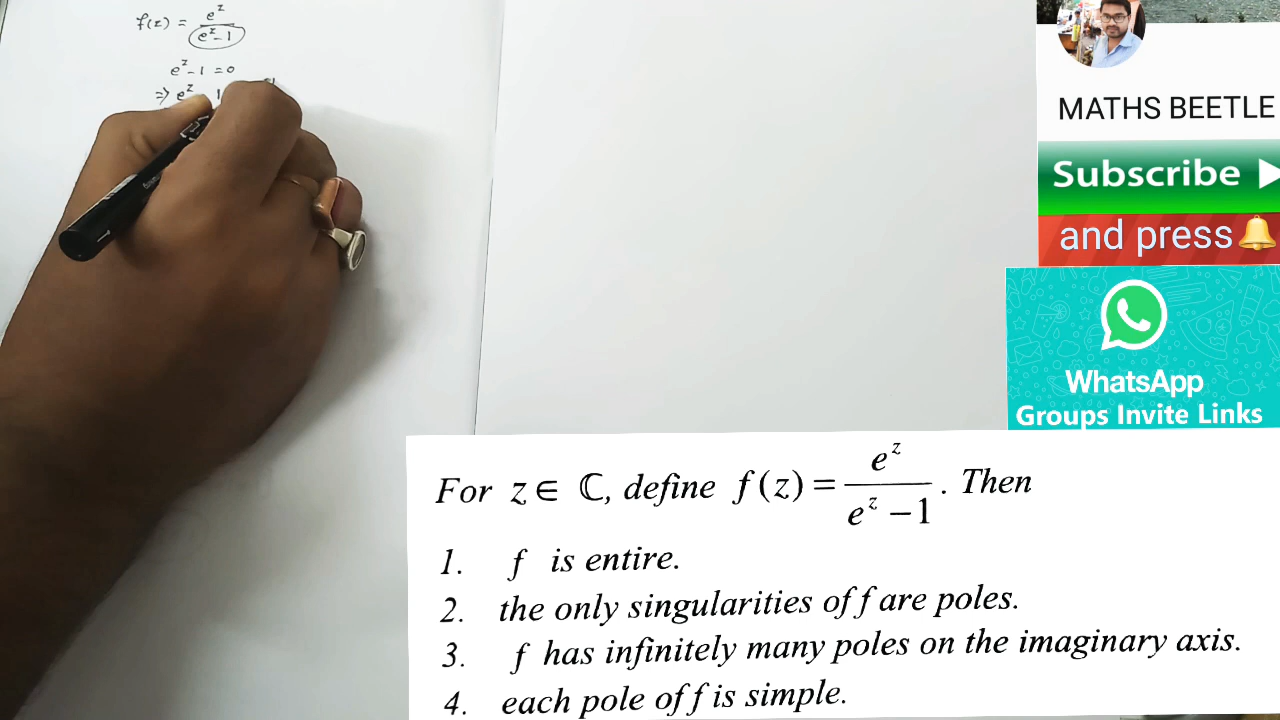 f(z) = e^z / e^z - 1
e^z - 1 = 0
⇒ e^z
MATHS BEETLE
Subscribe
and press
WhatsApp
Groups Invite Links
For z ∈ ℂ, define f(z) = e^z / e^z − 1 . Then
1. f is entire.
2. the only singularities of f are poles.
3. f has infinitely many poles on the imaginary axis.
4. each pole of f is simple.